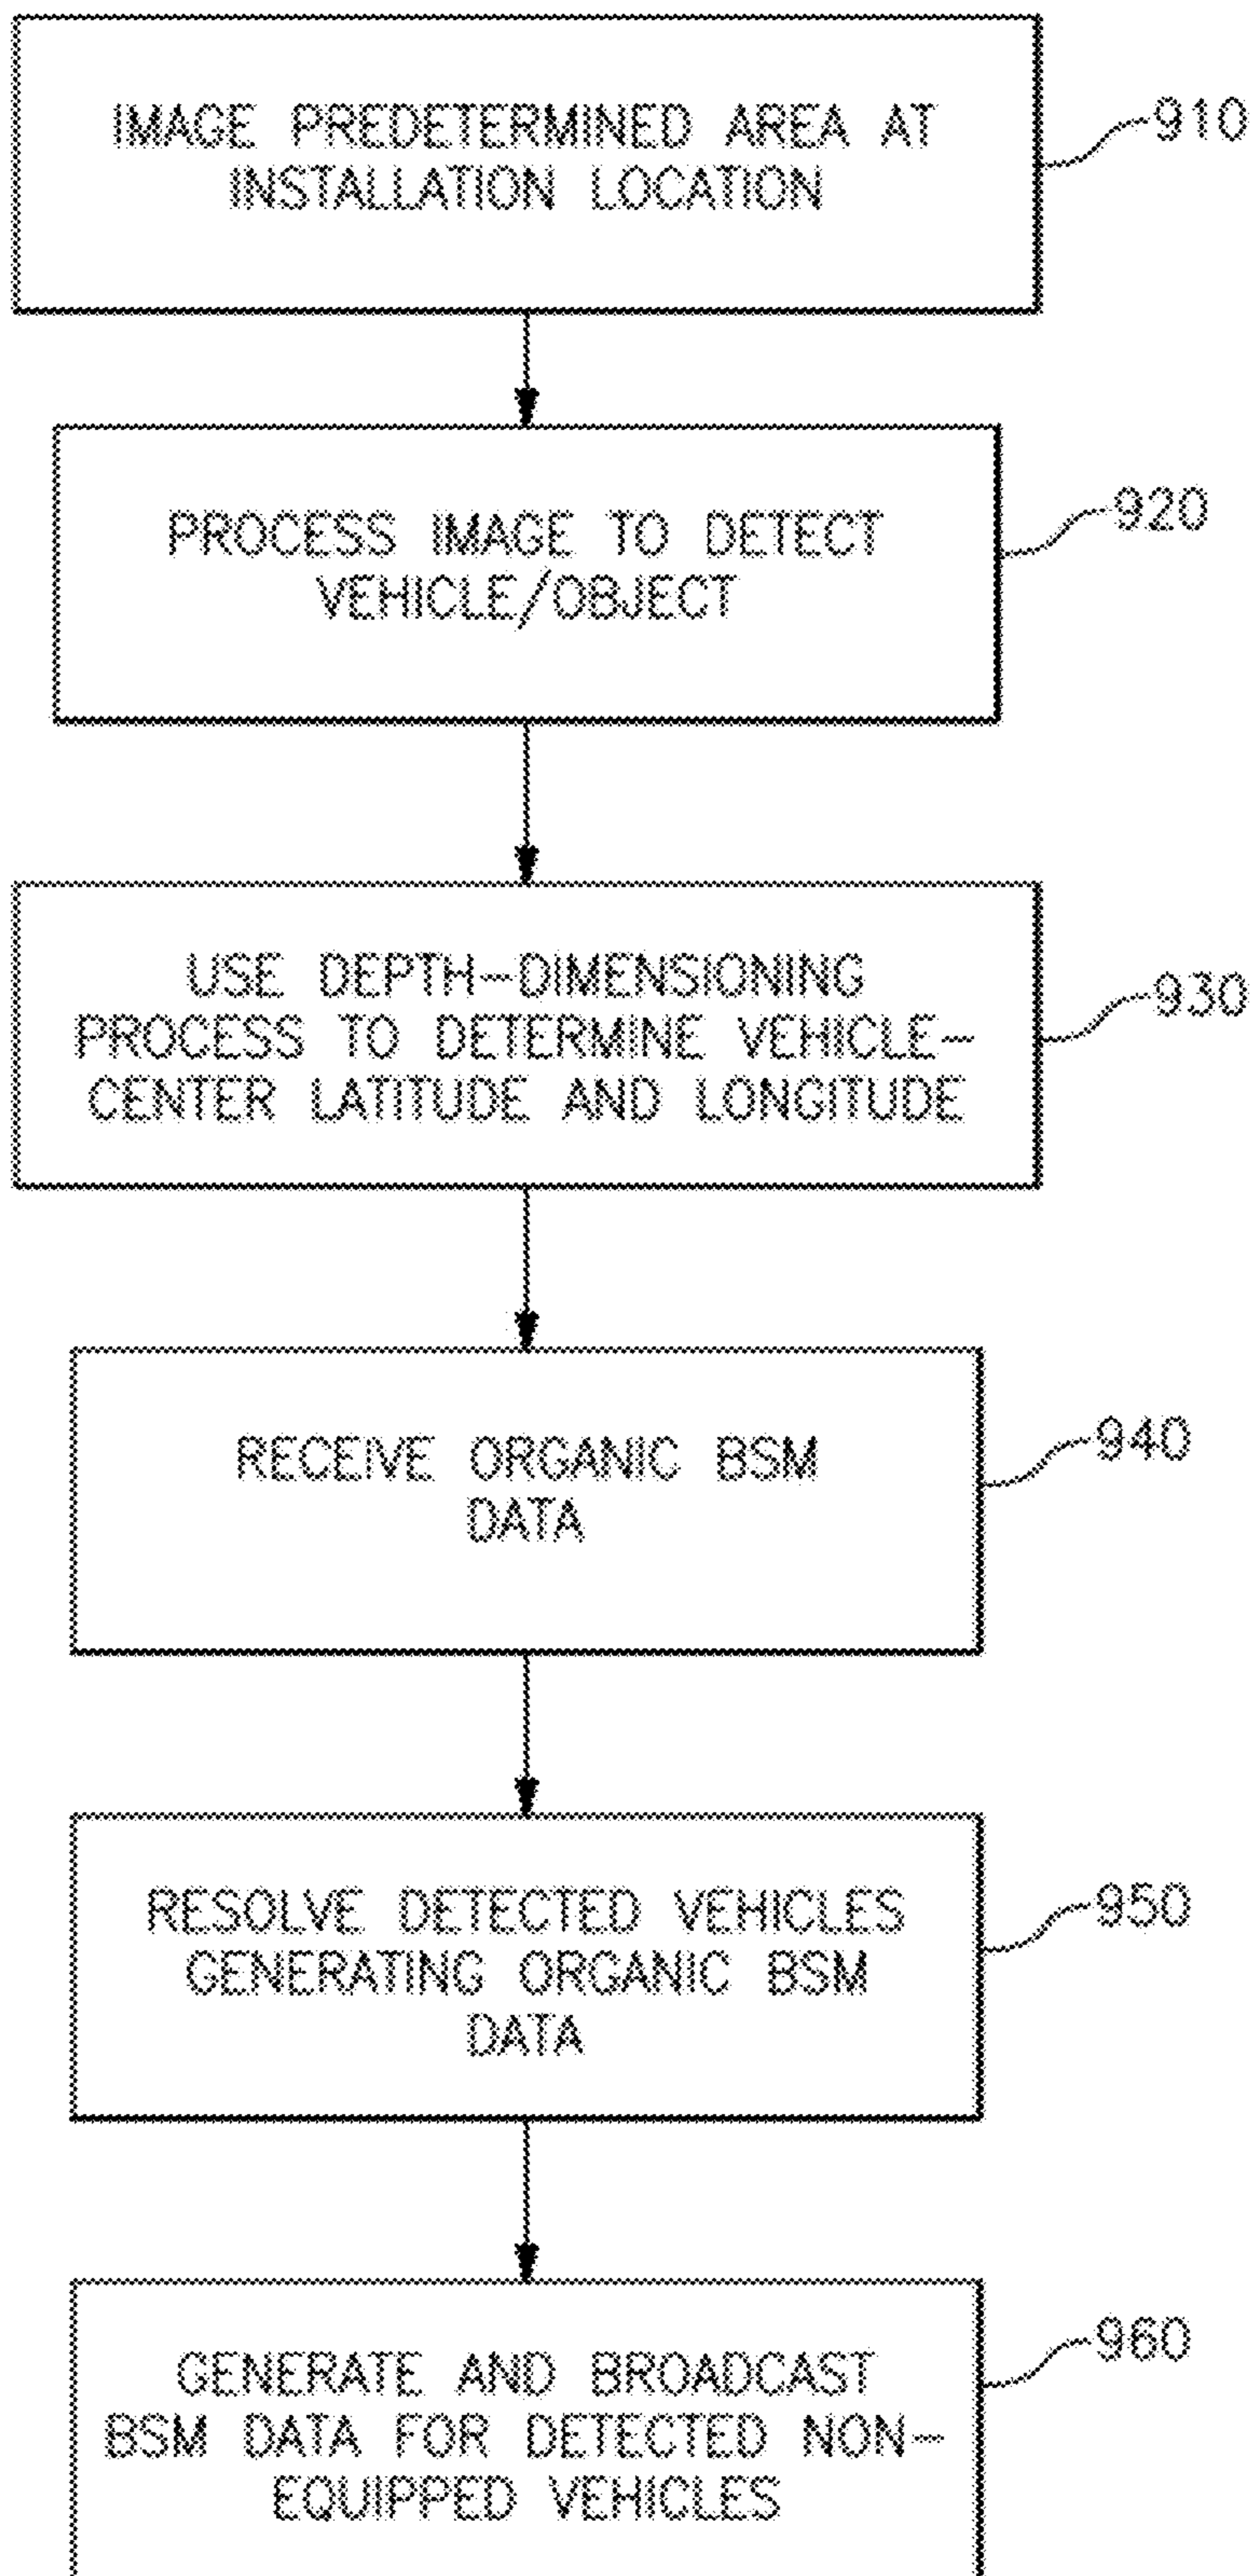 IMAGE PREDETERMINED AREA AT
INSTALLATION LOCATION
910
PROCESS IMAGE TO DETECT
VEHICLE/OBJECT
920
USE DEPTH-DIMENSIONING
PROCESS TO DETERMINE VEHICLE-
CENTER LATITUDE AND LONGITUDE
930
RECEIVE ORGANIC BSM
DATA
940
RESOLVE DETECTED VEHICLES
GENERATING ORGANIC BSM
DATA
950
GENERATE AND BROADCAST
BSM DATA FOR DETECTED NON-
EQUIPPED VEHICLES
960